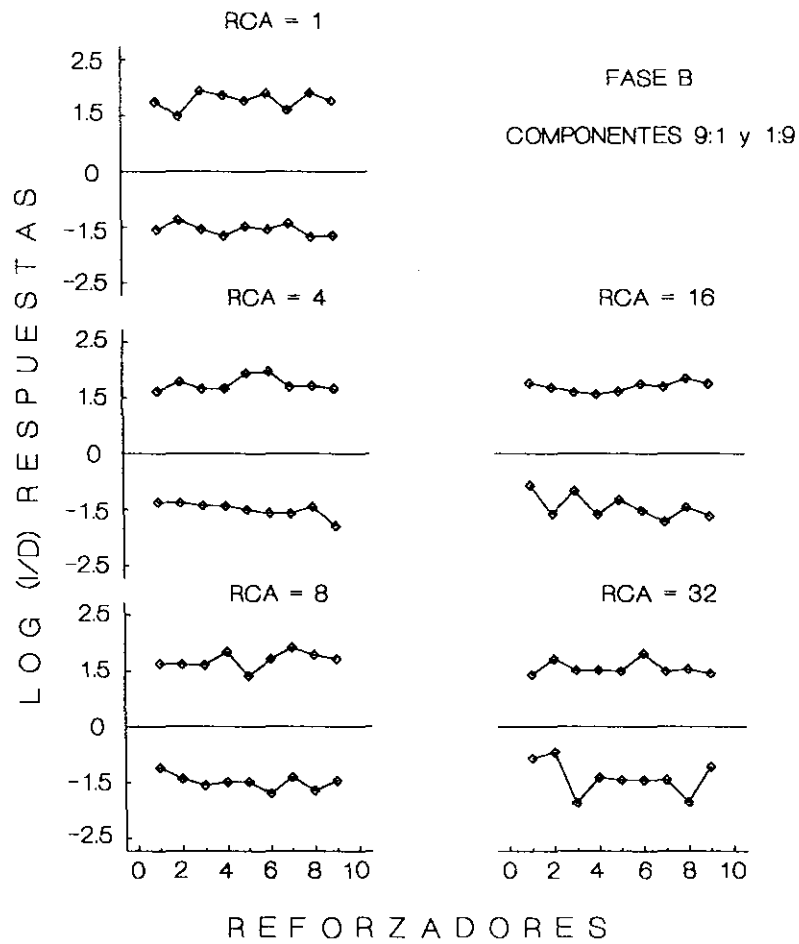 RCA = 1
FASE B
COMPONENTES 9:1 y 1:9
2.5
1.5
0
-1.5
-2.5
RCA = 4
RCA = 16
2.5
1.5
0
-1.5
-2.5
RCA = 8
RCA = 32
2.5
1.5
0
-1.5
-2.5
0 2 4 6 8 10
0 2 4 6 8 10
LOG (I/D) RESPUESTAS
REFORZADORES